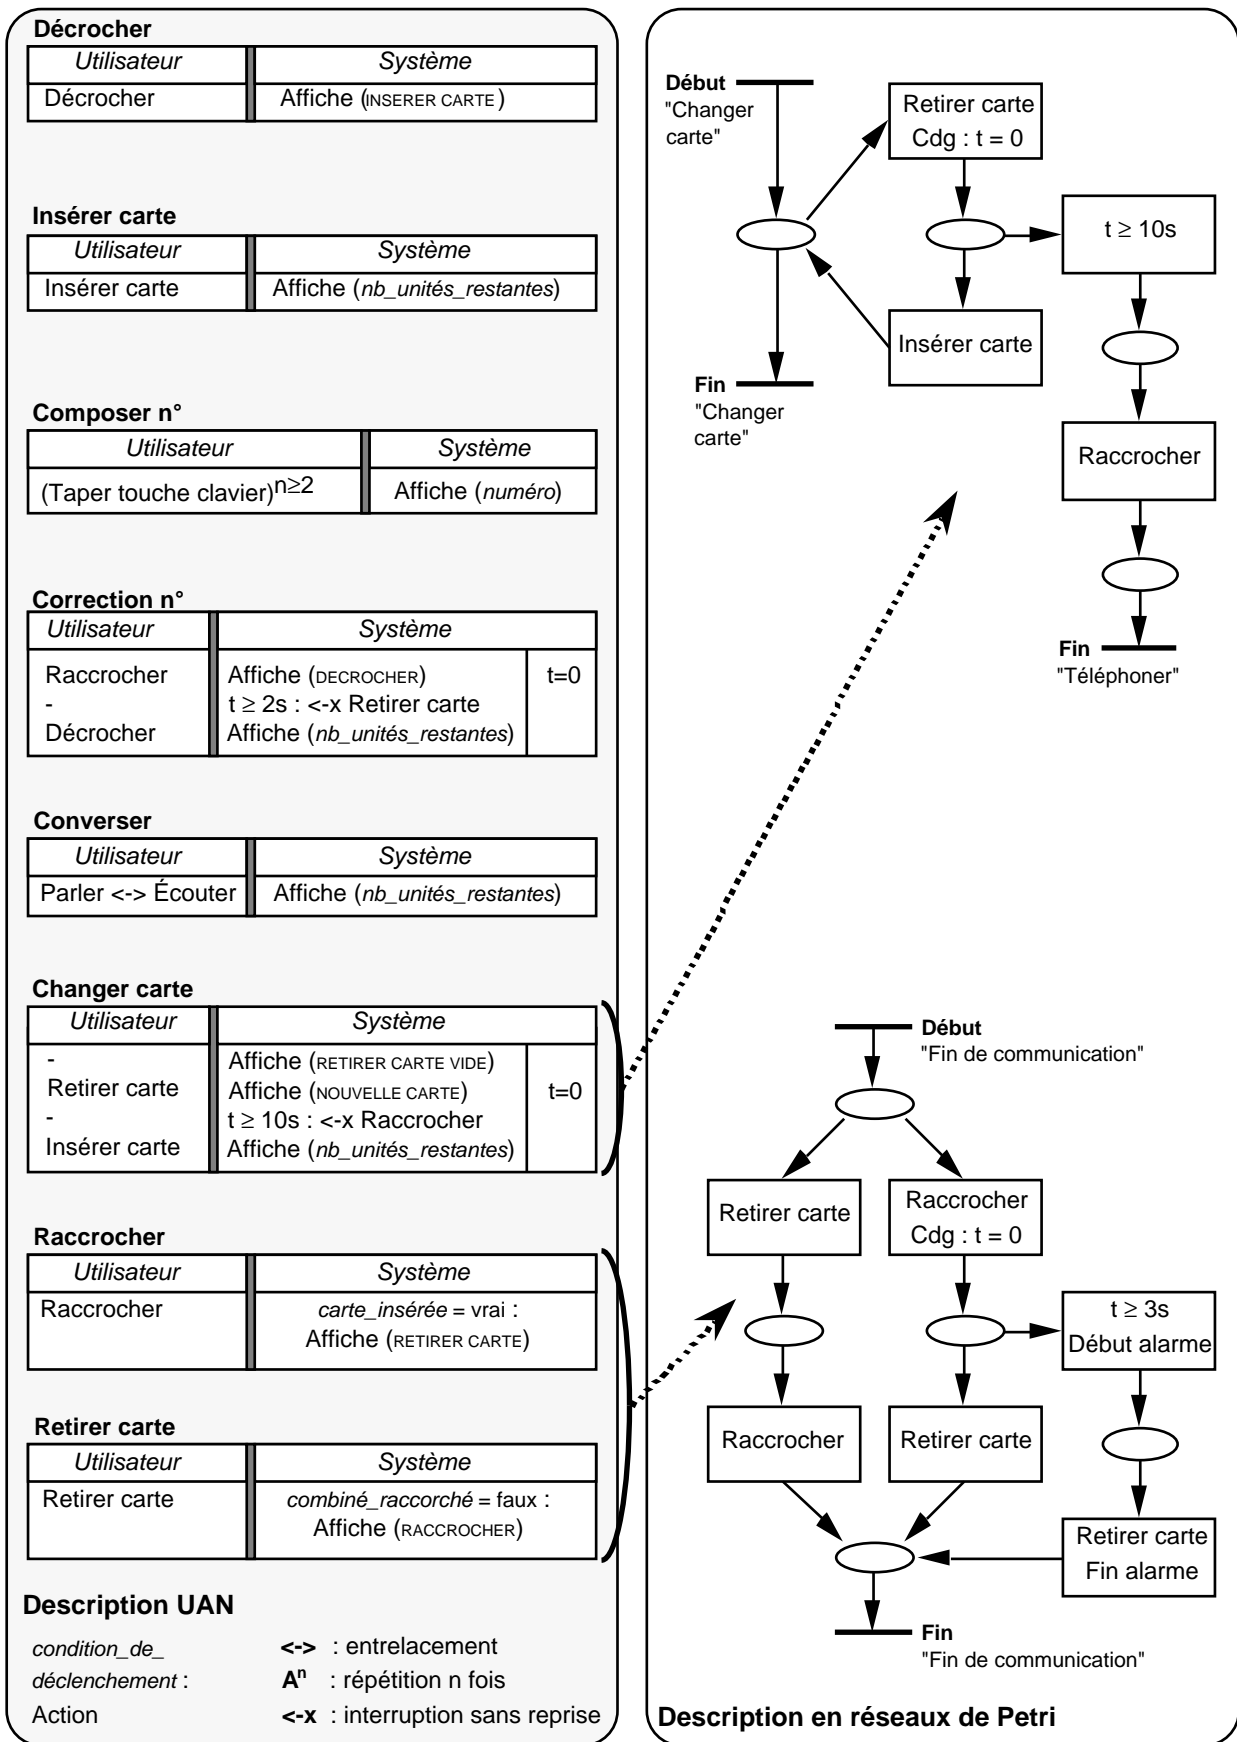 Décrocher
Utilisateur Système
Décrocher Affiche (INSERER CARTE )
Insérer carte
Utilisateur Système
Insérer carte Affiche (nb_unités_restantes)
Composer n°
Utilisateur Système
(Taper touche clavier)n≥2 Affiche (numéro)
Correction n°
Utilisateur Système
Raccrocher Affiche (DECROCHER) t=0
- t ≥ 2s : <-x Retirer carte
Décrocher Affiche (nb_unités_restantes)
Converser
Utilisateur Système
Parler <-> Écouter Affiche (nb_unités_restantes)
Changer carte
Utilisateur Système
- Affiche (RETIRER CARTE VIDE)
Retirer carte Affiche (NOUVELLE CARTE) t=0
- t ≥ 10s : <-x Raccrocher
Insérer carte Affiche (nb_unités_restantes)
Raccrocher
Utilisateur Système
Raccrocher carte_insérée = vrai :
Affiche (RETIRER CARTE)
Retirer carte
Utilisateur Système
Retirer carte combiné_raccorché = faux :
Affiche (RACCROCHER)
Description UAN
condition_de_ <-> : entrelacement
déclenchement : An : répétition n fois
Action <-x : interruption sans reprise
Début
"Changer
carte"
Retirer carte
Cdg : t = 0
t ≥ 10s
Insérer carte
Fin
"Changer
carte"
Raccrocher
Fin
"Téléphoner"
Début
"Fin de communication"
Retirer carte
Raccrocher
Cdg : t = 0
t ≥ 3s
Début alarme
Raccrocher
Retirer carte
Retirer carte
Fin alarme
Fin
"Fin de communication"
Description en réseaux de Petri